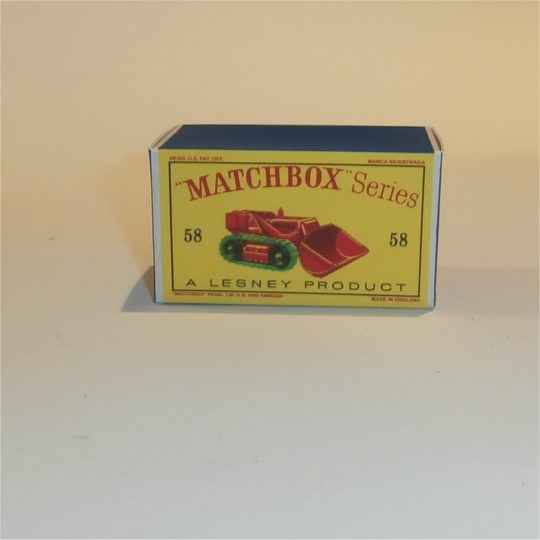 REGD. U.S. PAT. OFF. MARCA REGISTRADA
"MATCHBOX" Series
58 58
A LESNEY PRODUCT
"MATCHBOX" REGD. T.M. G.B. AND ABROAD MADE IN ENGLAND